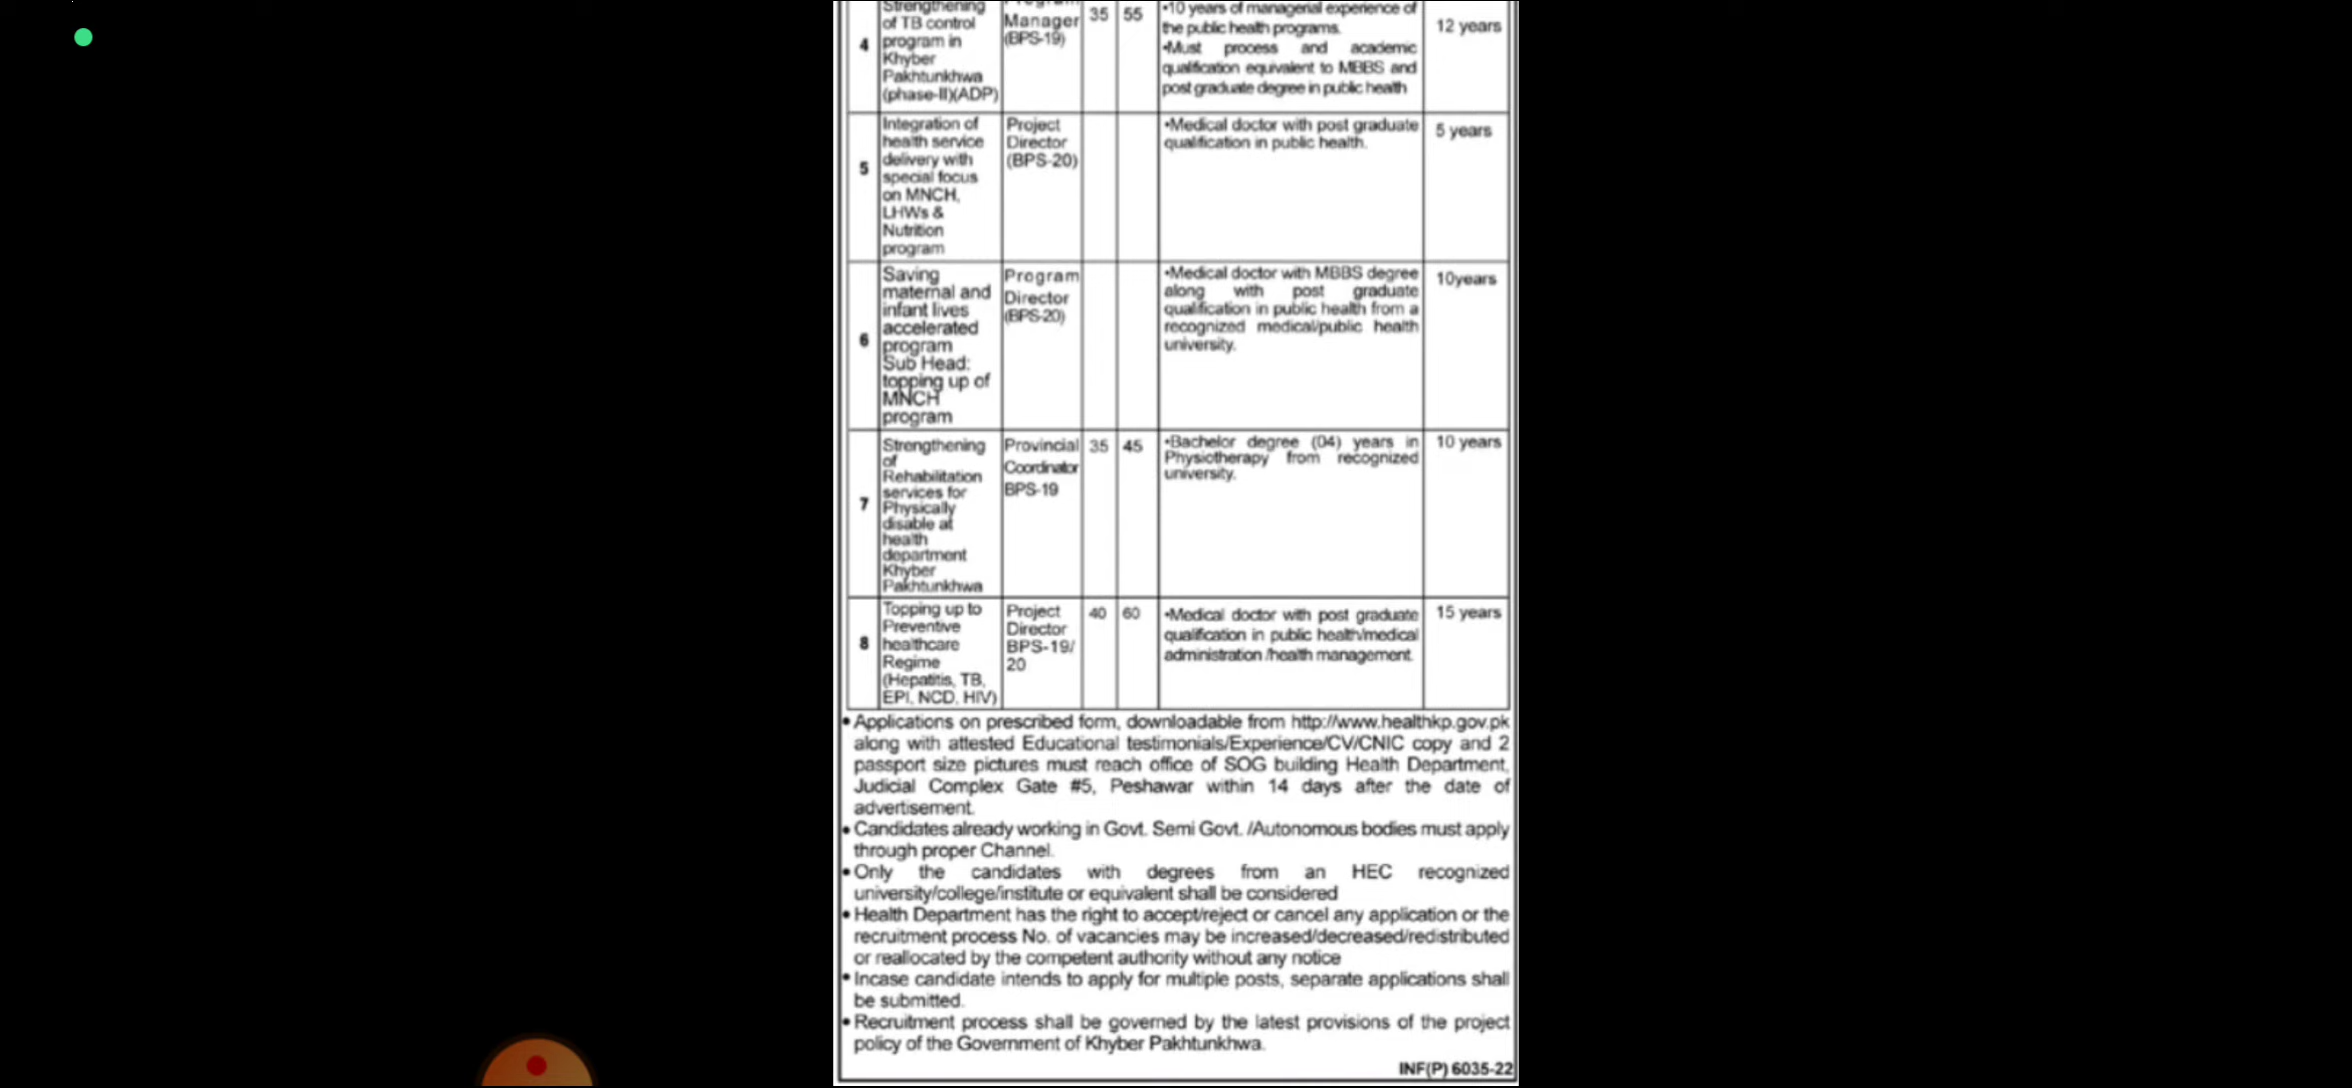 4
Strengthening
of TB control
program in
Khyber
Pakhtunkhwa
(phase-II)(ADP)
Manager
(BPS-19)
35
55
•10 years of managerial experience of
the public health programs.
•Must process and academic
qualification equivalent to MBBS and
post graduate degree in public health
12 years
5
Integration of
health service
delivery with
special focus
on MNCH,
LHWs &
Nutrition
program
Project
Director
(BPS-20)
•Medical doctor with post graduate
qualification in public health.
5 years
6
Saving
maternal and
infant lives
accelerated
program
Sub Head:
topping up of
MNCH
program
Program
Director
(BPS-20)
•Medical doctor with MBBS degree
along with post graduate
qualification in public health from a
recognized medical/public health
university.
10years
7
Strengthening
of
Rehabilitation
services for
Physically
disable at
health
department
Khyber
Pakhtunkhwa
Provincial
Coordinator
BPS-19
35
45
•Bachelor degree (04) years in
Physiotherapy from recognized
university.
10 years
8
Topping up to
Preventive
healthcare
Regime
(Hepatitis, TB,
EPI, NCD, HIV)
Project
Director
BPS-19/
20
40
60
•Medical doctor with post graduate
qualification in public health/medical
administration /health management.
15 years
• Applications on prescribed form, downloadable from http://www.healthkp.gov.pk
along with attested Educational testimonials/Experience/CV/CNIC copy and 2
passport size pictures must reach office of SOG building Health Department,
Judicial Complex Gate #5, Peshawar within 14 days after the date of
advertisement.
• Candidates already working in Govt. Semi Govt. /Autonomous bodies must apply
through proper Channel.
• Only the candidates with degrees from an HEC recognized
university/college/institute or equivalent shall be considered
• Health Department has the right to accept/reject or cancel any application or the
recruitment process No. of vacancies may be increased/decreased/redistributed
or reallocated by the competent authority without any notice
• Incase candidate intends to apply for multiple posts, separate applications shall
be submitted.
• Recruitment process shall be governed by the latest provisions of the project
policy of the Government of Khyber Pakhtunkhwa.
INF(P) 6035-22